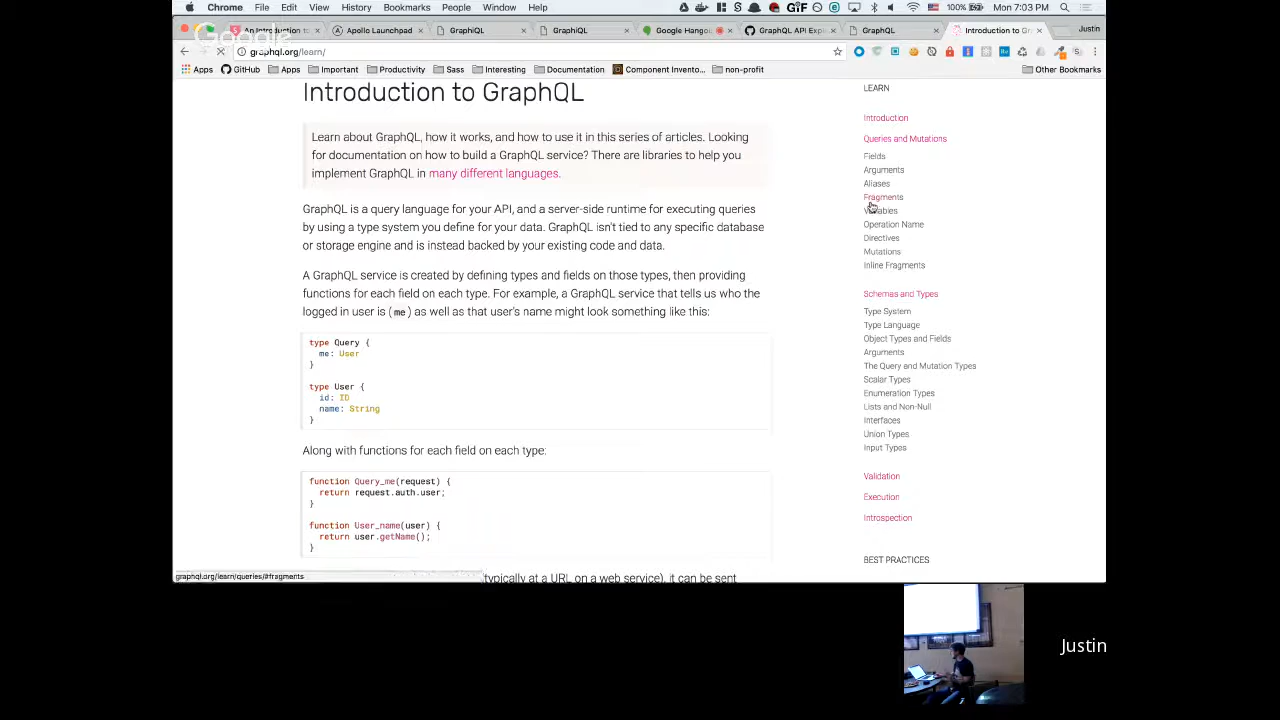 Chrome File Edit View History Bookmarks People Window Help
GIF 100% Mon 7:03 PM
Google
An Introduction to
Apollo Launchpad
GraphiQL
GraphiQL
Google Hangou
GraphQL API Expl
GraphQL
Introduction to Gr
Justin
graphql.org/learn/
Apps GitHub Apps Important Productivity Sass Interesting Documentation Component Invento... non-profit Other Bookmarks
Introduction to GraphQL
Learn about GraphQL, how it works, and how to use it in this series of articles. Looking
for documentation on how to build a GraphQL service? There are libraries to help you
implement GraphQL in many different languages.
GraphQL is a query language for your API, and a server-side runtime for executing queries
by using a type system you define for your data. GraphQL isn't tied to any specific database
or storage engine and is instead backed by your existing code and data.
A GraphQL service is created by defining types and fields on those types, then providing
functions for each field on each type. For example, a GraphQL service that tells us who the
logged in user is (me) as well as that user's name might look something like this:
type Query {
me: User
}
type User {
id: ID
name: String
}
Along with functions for each field on each type:
function Query_me(request) {
return request.auth.user;
}
function User_name(user) {
return user.getName();
}
(typically at a URL on a web service), it can be sent
graphql.org/learn/queries/#fragments
LEARN
Introduction
Queries and Mutations
Fields
Arguments
Aliases
Fragments
Variables
Operation Name
Directives
Mutations
Inline Fragments
Schemas and Types
Type System
Type Language
Object Types and Fields
Arguments
The Query and Mutation Types
Scalar Types
Enumeration Types
Lists and Non-Null
Interfaces
Union Types
Input Types
Validation
Execution
Introspection
BEST PRACTICES
Justin